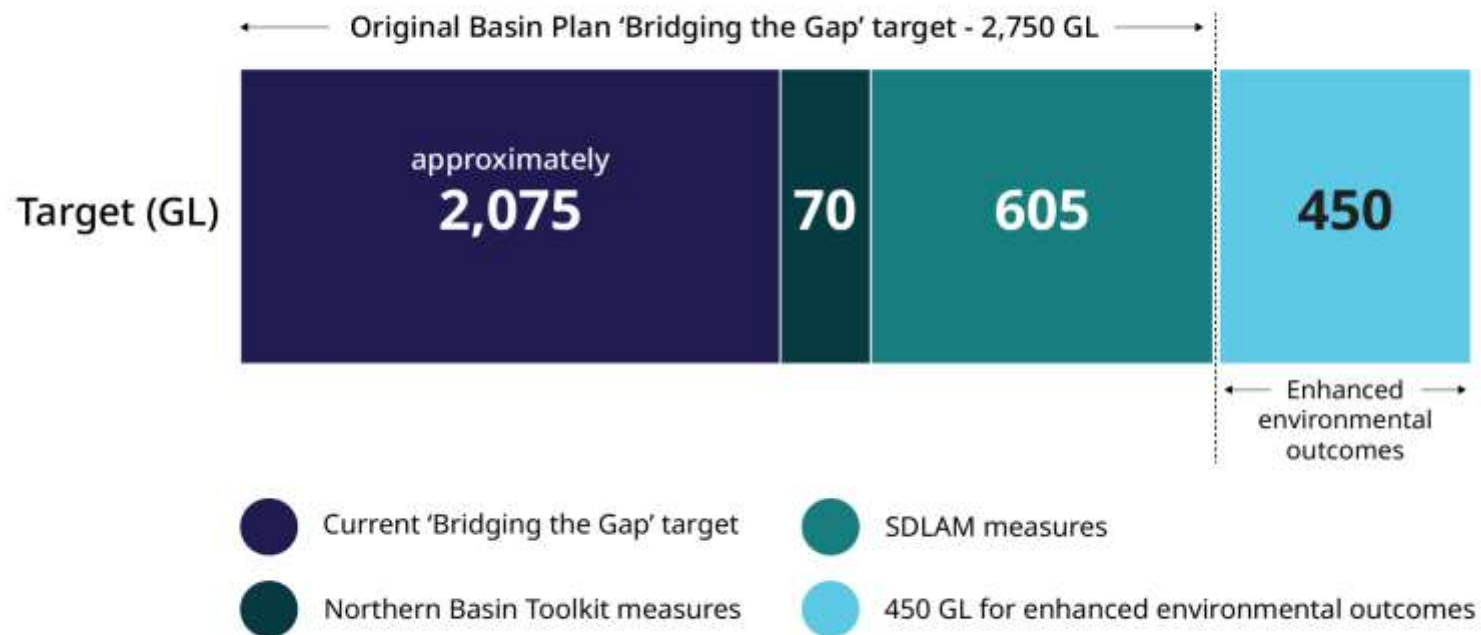 Original Basin Plan ‘Bridging the Gap’ target - 2,750 GL
Target (GL)
approximately
2,075
70
605
450
Enhanced
environmental
outcomes
Current ‘Bridging the Gap’ target
SDLAM measures
Northern Basin Toolkit measures
450 GL for enhanced environmental outcomes